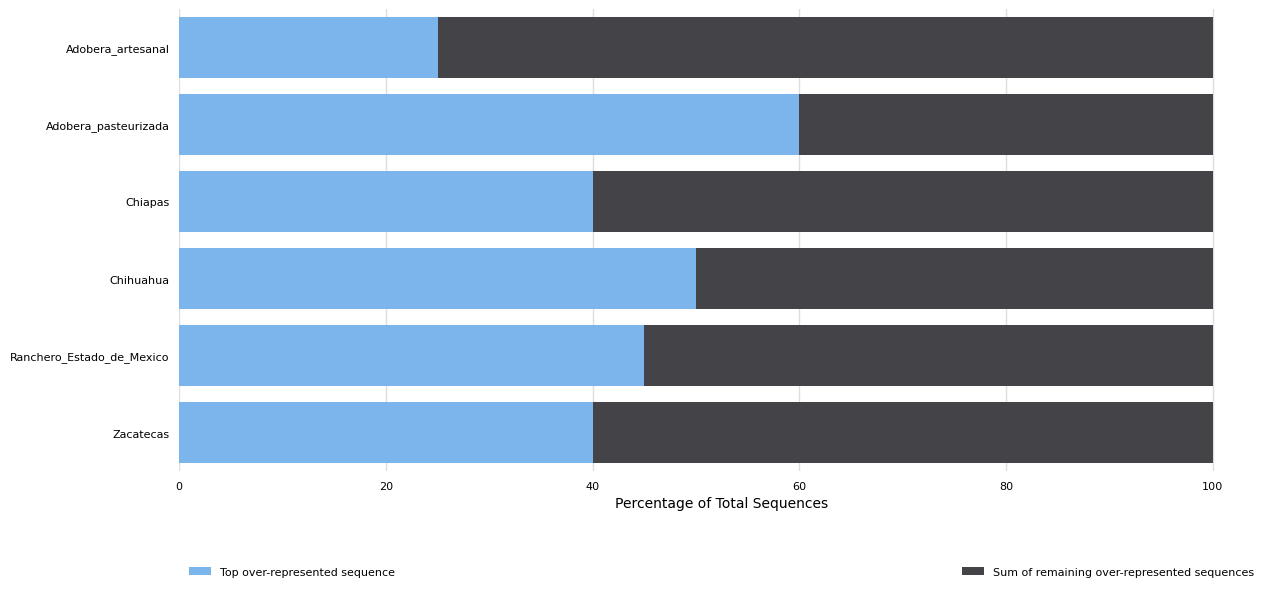 Adobera_artesanal
Adobera_pasteurizada
Chiapas
Chihuahua
Ranchero_Estado_de_Mexico
Zacatecas
0 20 40 60 80 100
Percentage of Total Sequences
Top over-represented sequence Sum of remaining over-represented sequences